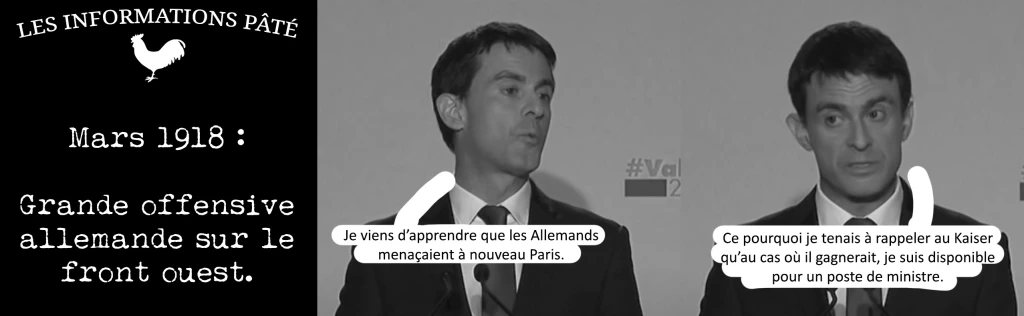 LES INFORMATIONS PÂTÉ
Mars 1918 :
Grande offensive
allemande sur le
front ouest.
#Val
2
Je viens d’apprendre que les Allemands
menaçaient à nouveau Paris.
Ce pourquoi je tenais à rappeler au Kaiser
qu’au cas où il gagnerait, je suis disponible
pour un poste de ministre.